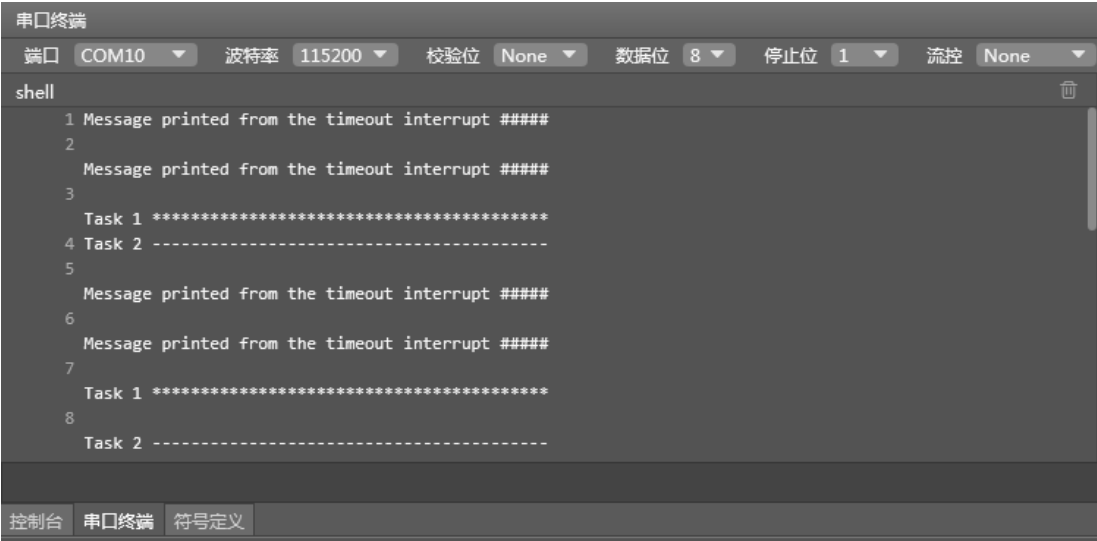 串口终端
端口 COM10 波特率 115200 校验位 None 数据位 8 停止位 1 流控 None
shell
1 Message printed from the timeout interrupt #####
2
Message printed from the timeout interrupt #####
3
Task 1 *****************************************
4 Task 2 -----------------------------------------
5
Message printed from the timeout interrupt #####
6
Message printed from the timeout interrupt #####
7
Task 1 *****************************************
8
Task 2 -----------------------------------------
控制台 串口终端 符号定义